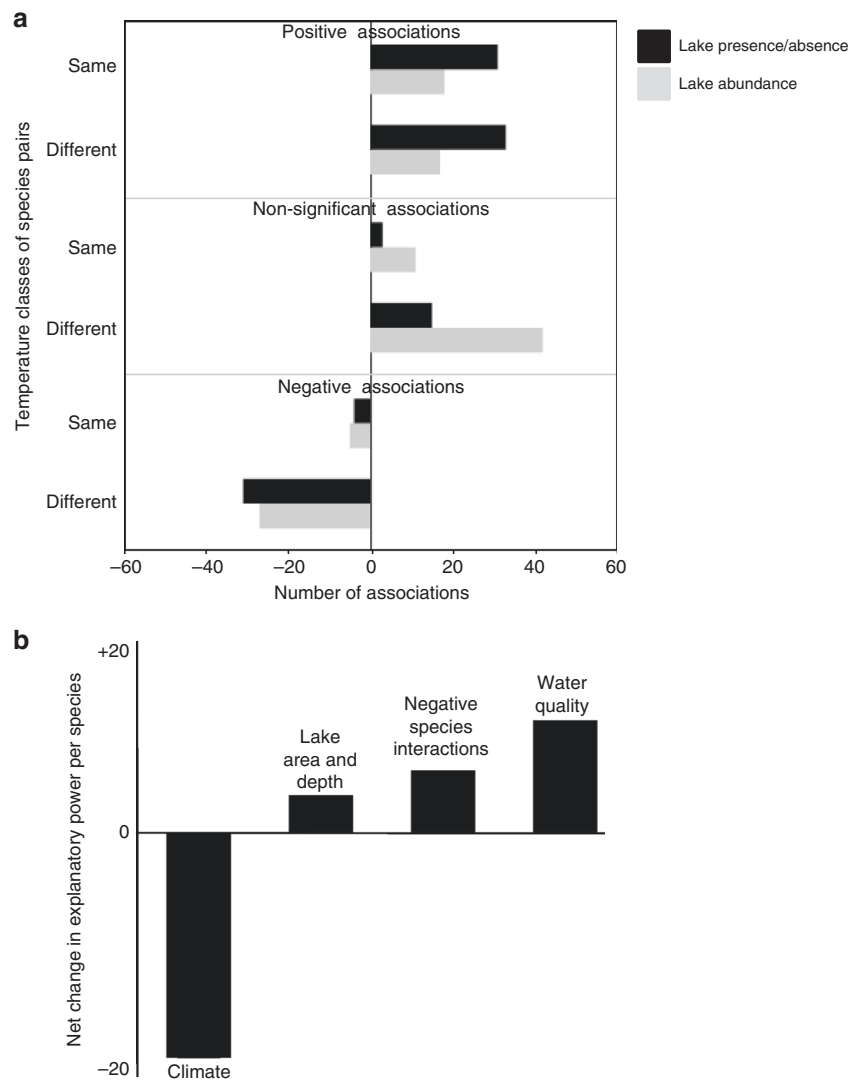 a
Positive associations
Lake presence/absence
Lake abundance
Same
Different
Non-significant associations
Same
Different
Negative associations
Same
Different
Temperature classes of species pairs
–60 –40 –20 0 20 40 60
Number of associations
b
+20
0
–20
Net change in explanatory power per species
Climate
Lake
area and
depth
Negative
species
interactions
Water
quality